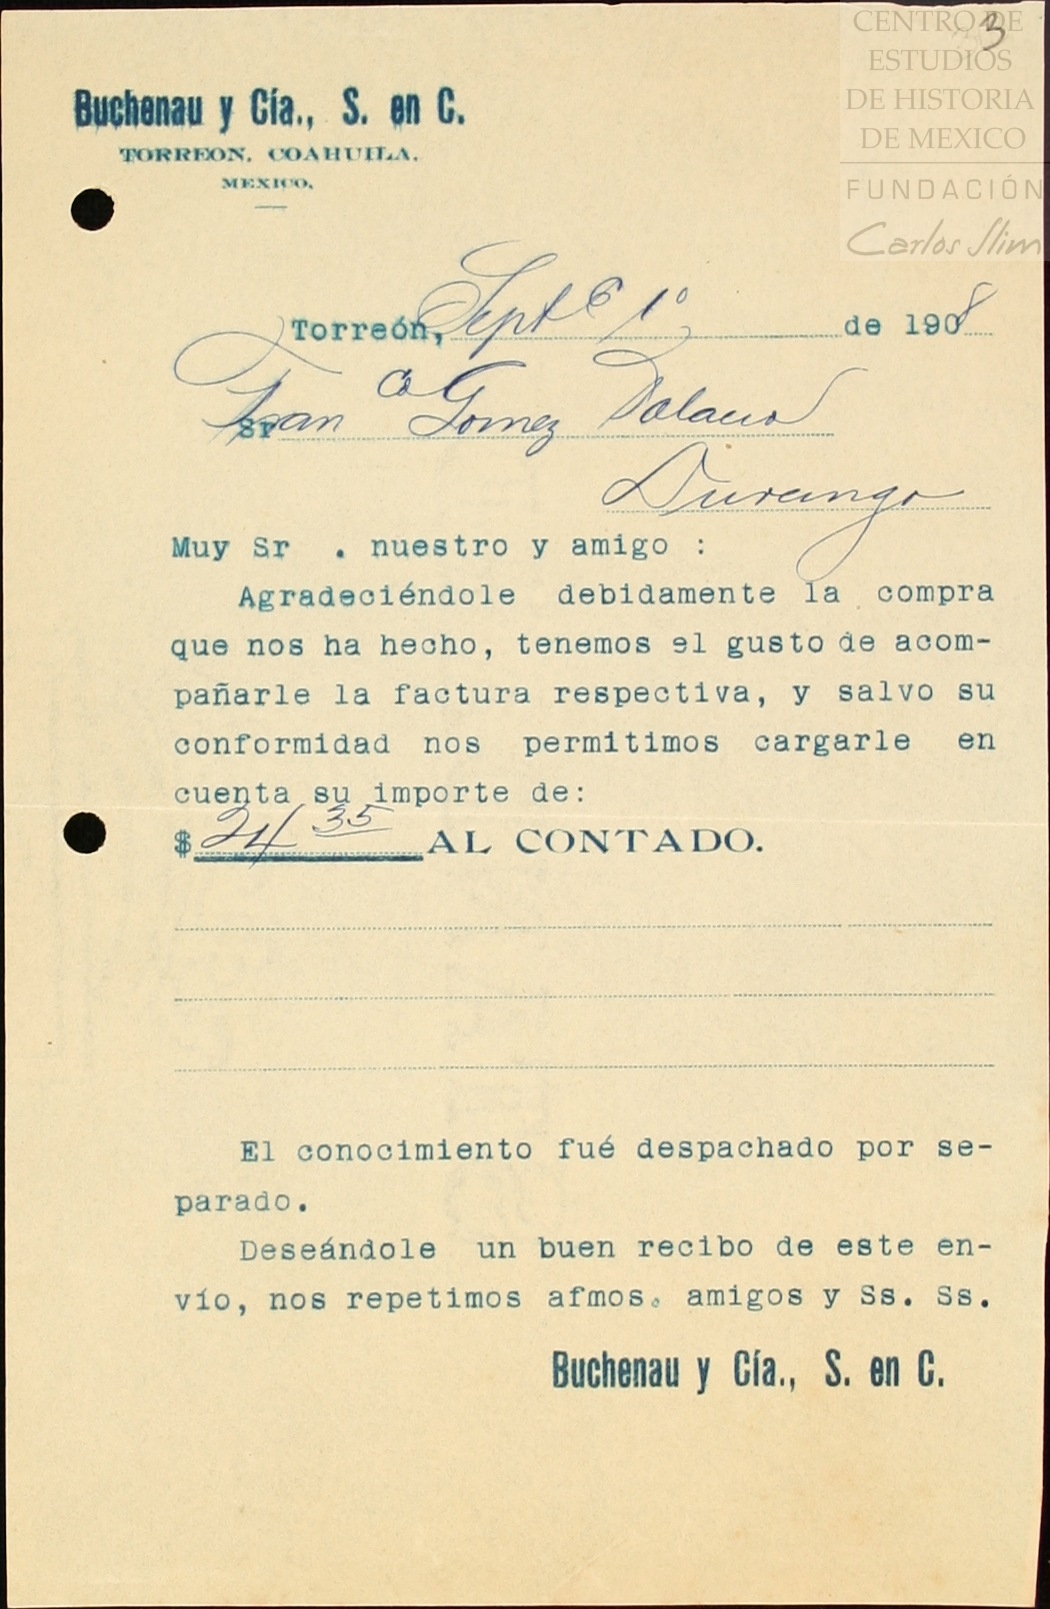 3
CENTRO DE
ESTUDIOS
DE HISTORIA
DE MEXICO
FUNDACIÓN
Carlos Slim
Buchenau y Cía., S. en C.
TORREON, COAHUILA,
MEXICO.
Torreón, Septe 1º de 1908
Sr Franco Gomez Palacio
Durango
Muy Sr . nuestro y amigo :
Agradeciéndole debidamente la compra
que nos ha hecho, tenemos el gusto de acom-
pañarle la factura respectiva, y salvo su
conformidad nos permitimos cargarle en
cuenta su importe de:
$ 24 35 AL CONTADO.
El conocimiento fué despachado por se-
parado.
Deseándole un buen recibo de este en-
vío, nos repetimos afmos. amigos y Ss. Ss.
Buchenau y Cía., S. en C.